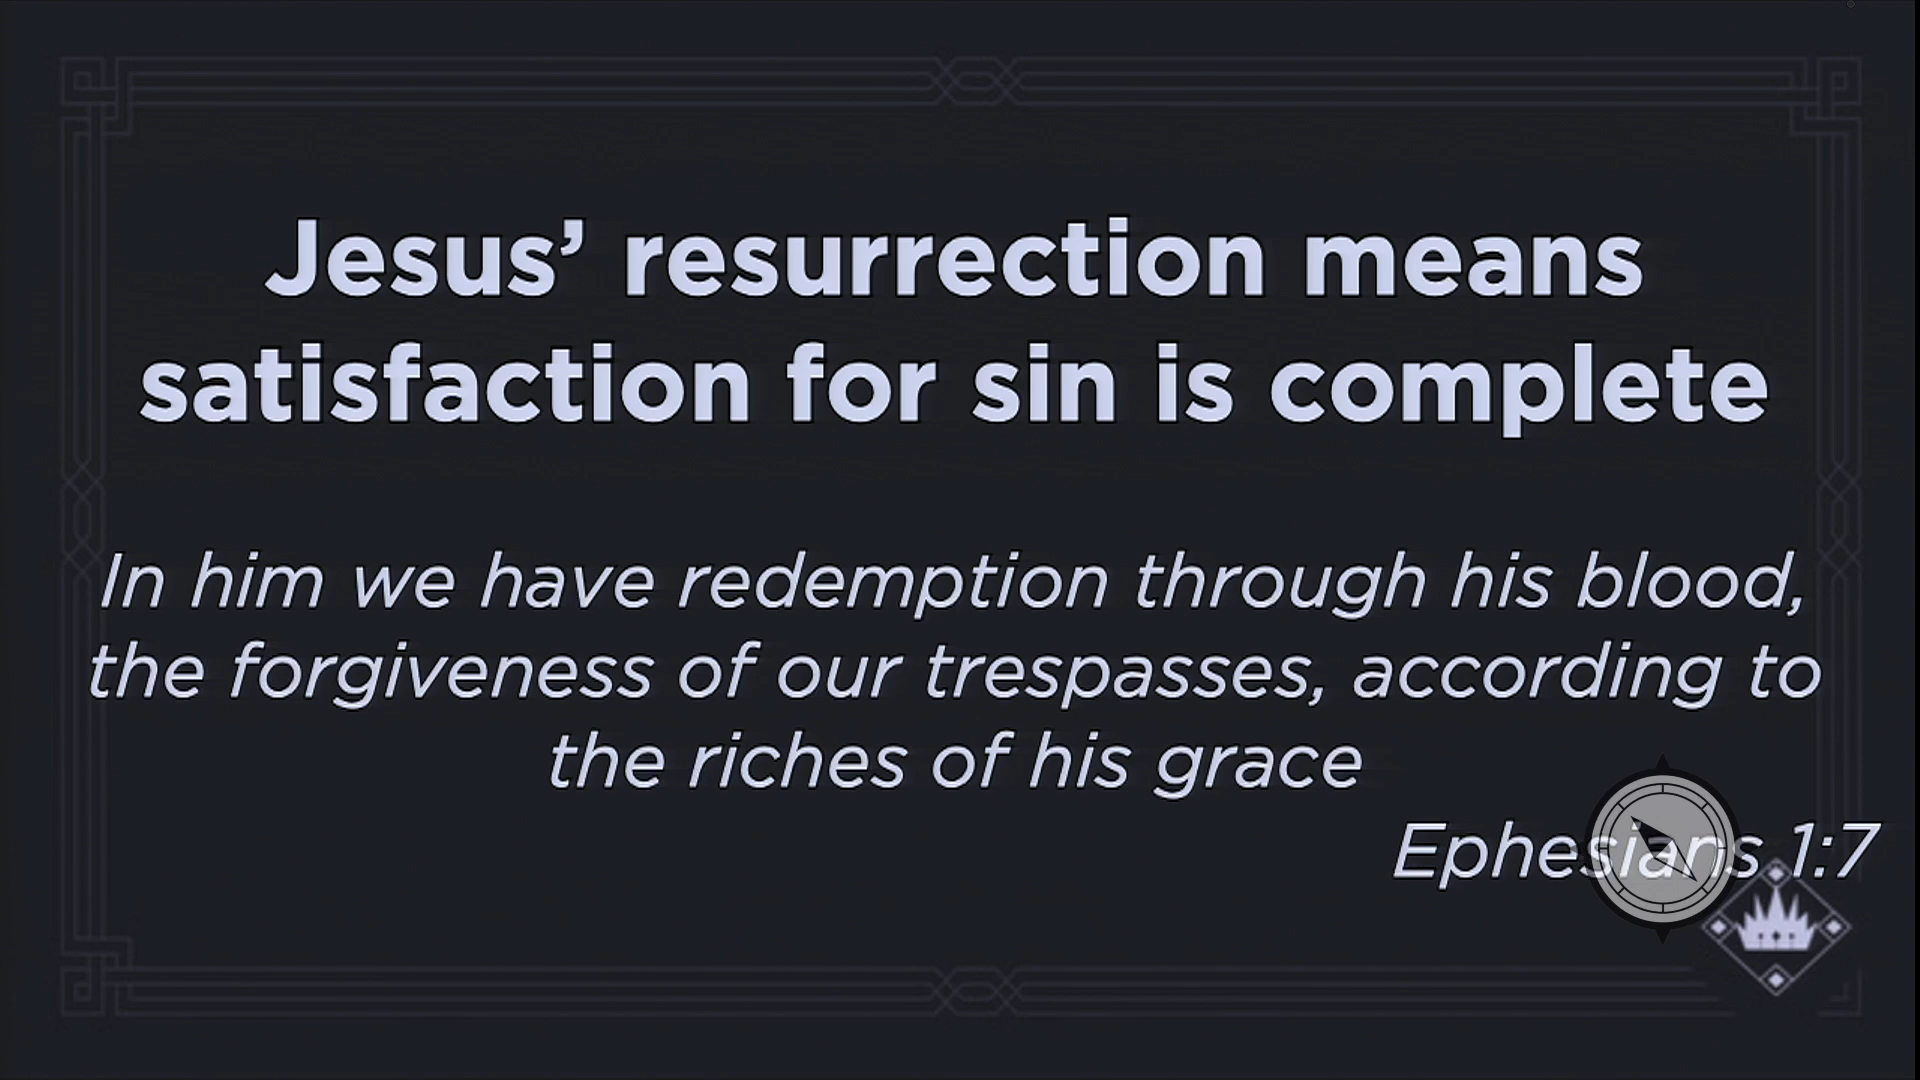 Jesus’ resurrection means
satisfaction for sin is complete
In him we have redemption through his blood,
the forgiveness of our trespasses, according to
the riches of his grace
Ephesians 1:7